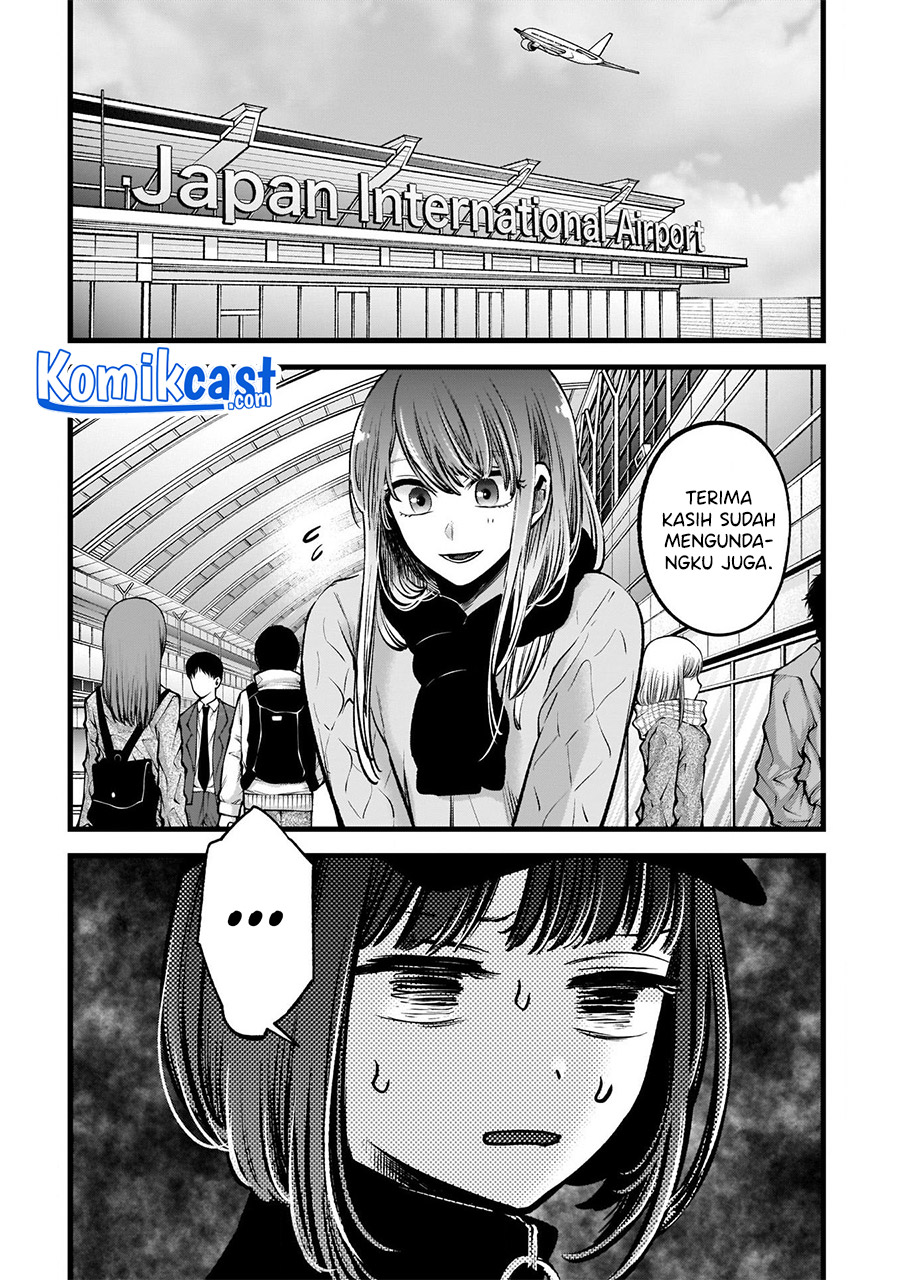 Japan International Airport
Komikcast
.com
TERIMA
KASIH SUDAH
MENGUNDA-
NGKU JUGA.
...